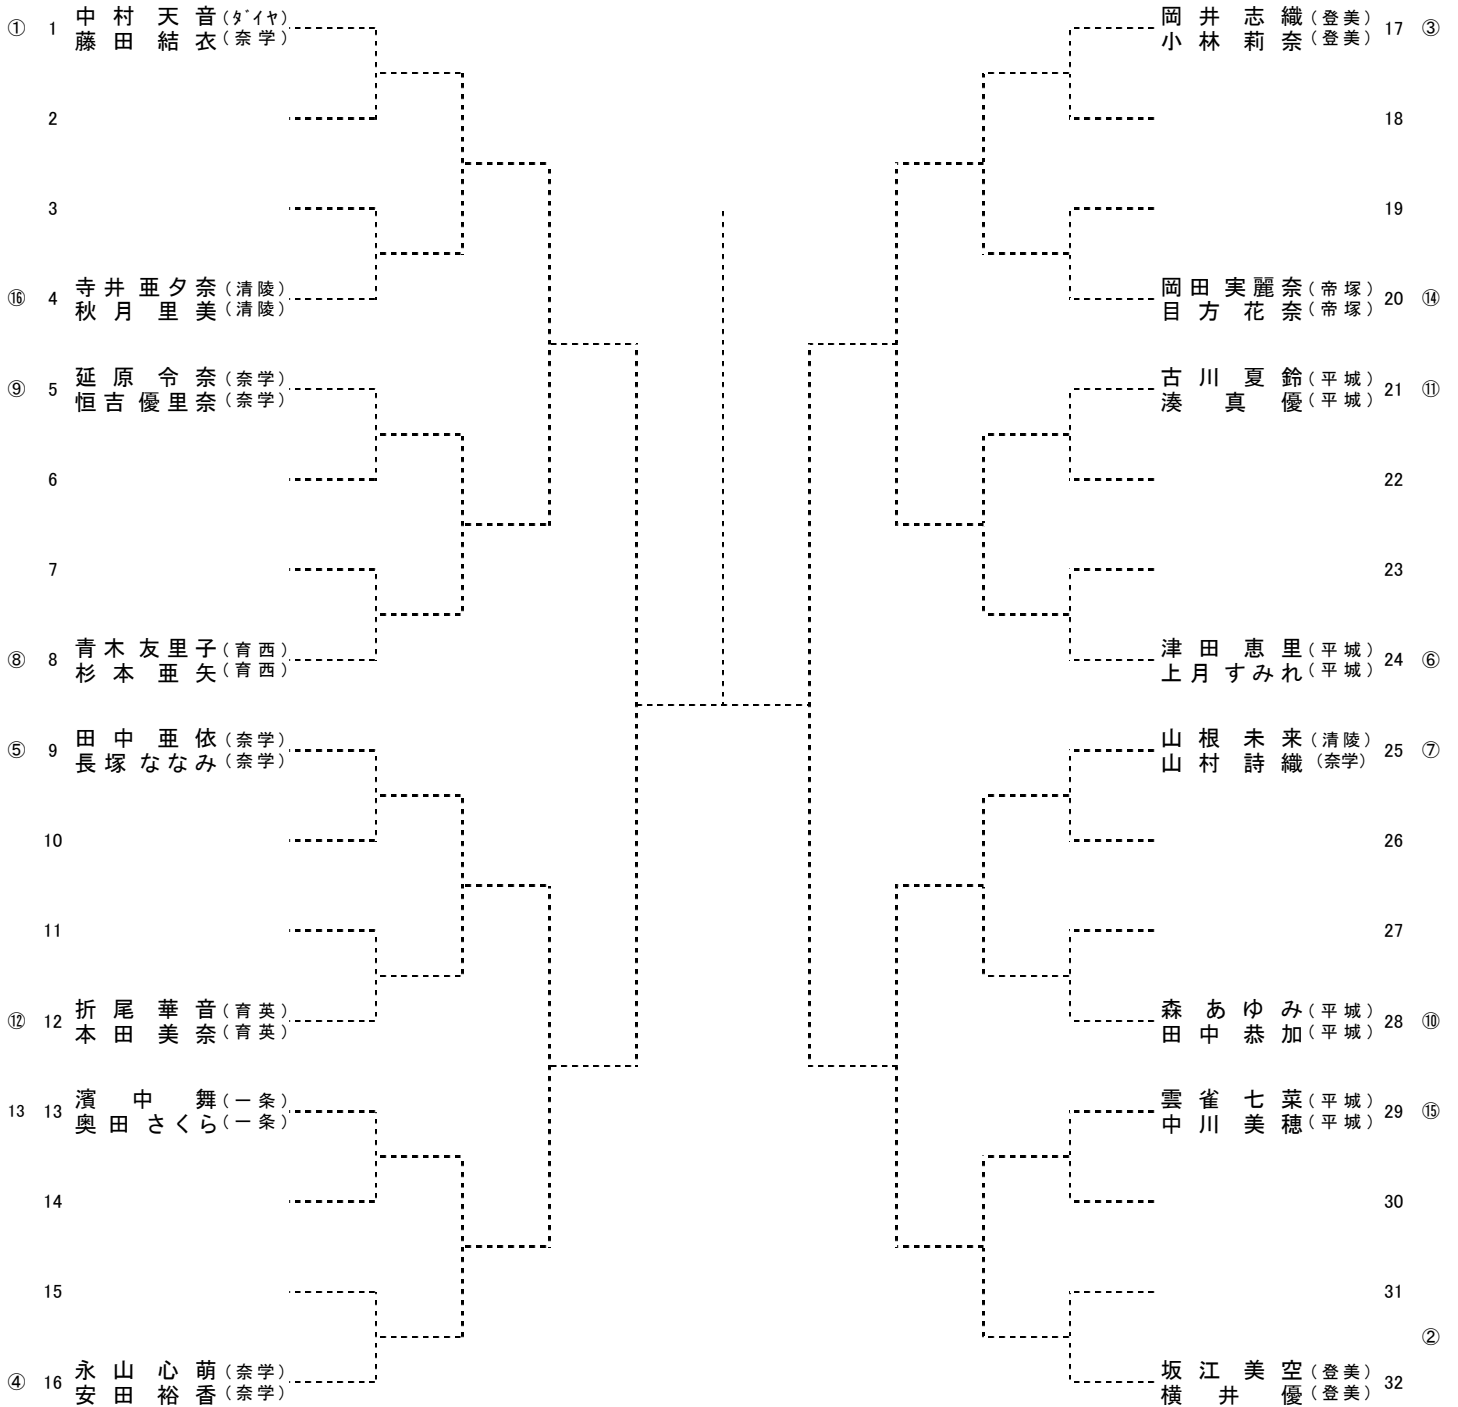 ① 1 中村天音(ﾀﾞｲﾔ)
藤田結衣(奈学)
2
3
⑯ 4 寺井亜夕奈(清陵)
秋月里美(清陵)
⑨ 5 延原令奈(奈学)
恒吉優里奈(奈学)
6
7
⑧ 8 青木友里子(育西)
杉本亜矢(育西)
⑤ 9 田中亜依(奈学)
長塚ななみ(奈学)
10
11
⑫ 12 折尾華音(育英)
本田美奈(育英)
13 13 濱中舞(一条)
奥田さくら(一条)
14
15
④ 16 永山心萌(奈学)
安田裕香(奈学)
岡井志織(登美) 17 ③
小林莉奈(登美)
18
19
岡田実麗奈(帝塚) 20 ⑭
目方花奈(帝塚)
古川夏鈴(平城) 21 ⑪
湊真優(平城)
22
23
津田恵里(平城) 24 ⑥
上月すみれ(平城)
山根未来(清陵) 25 ⑦
山村詩織(奈学)
26
27
森あゆみ(平城) 28 ⑩
田中恭加(平城)
雲雀七菜(平城) 29 ⑮
中川美穂(平城)
30
31
②
坂江美空(登美) 32
横井優(登美)